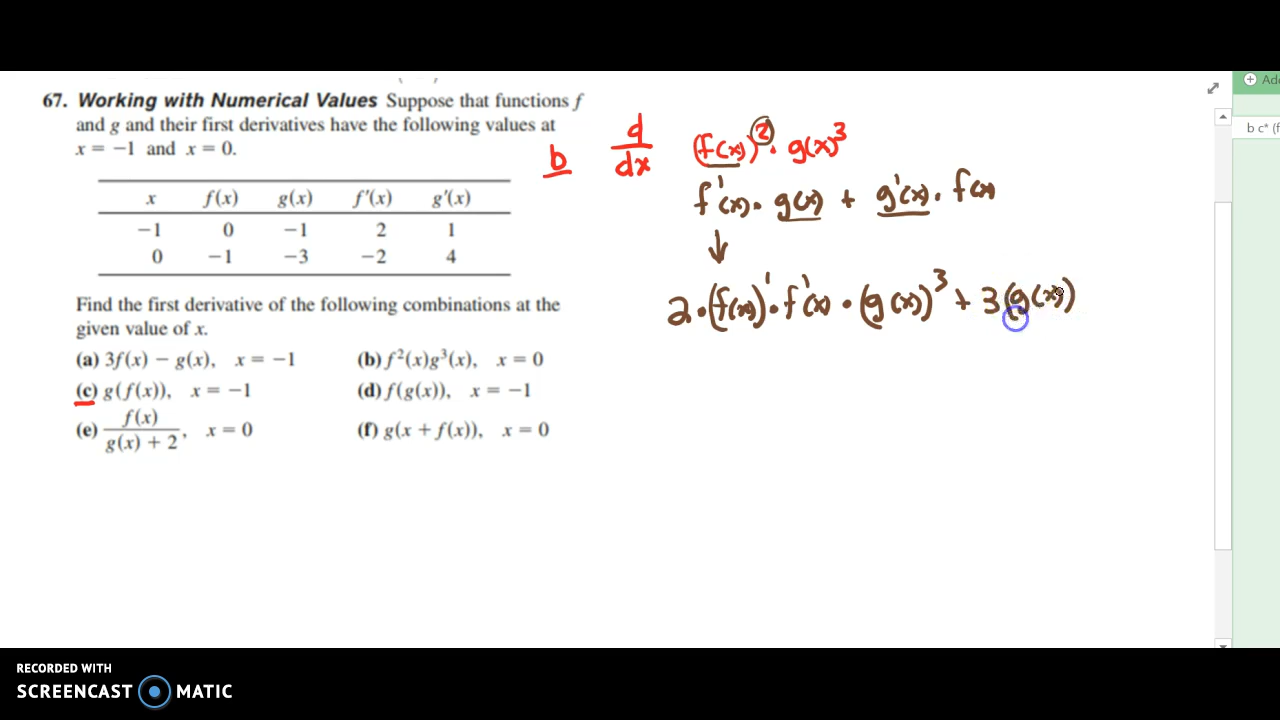 67. Working with Numerical Values Suppose that functions f
and g and their first derivatives have the following values at
x = −1 and x = 0.
x f(x) g(x) f′(x) g′(x)
−1 0 −1 2 1
0 −1 −3 −2 4
Find the first derivative of the following combinations at the
given value of x.
(a) 3f(x) − g(x), x = −1 (b) f²(x)g³(x), x = 0
(c) g(f(x)), x = −1 (d) f(g(x)), x = −1
(e) f(x) / g(x) + 2, x = 0 (f) g(x + f(x)), x = 0
b d/dx (f(x))² · g(x)³
f'(x) · g(x) + g'(x) · f(x)
2 · (f(x))¹ · f'(x) · (g(x))³ + 3(g(x))
Ad
b c* (f
RECORDED WITH
SCREENCAST MATIC